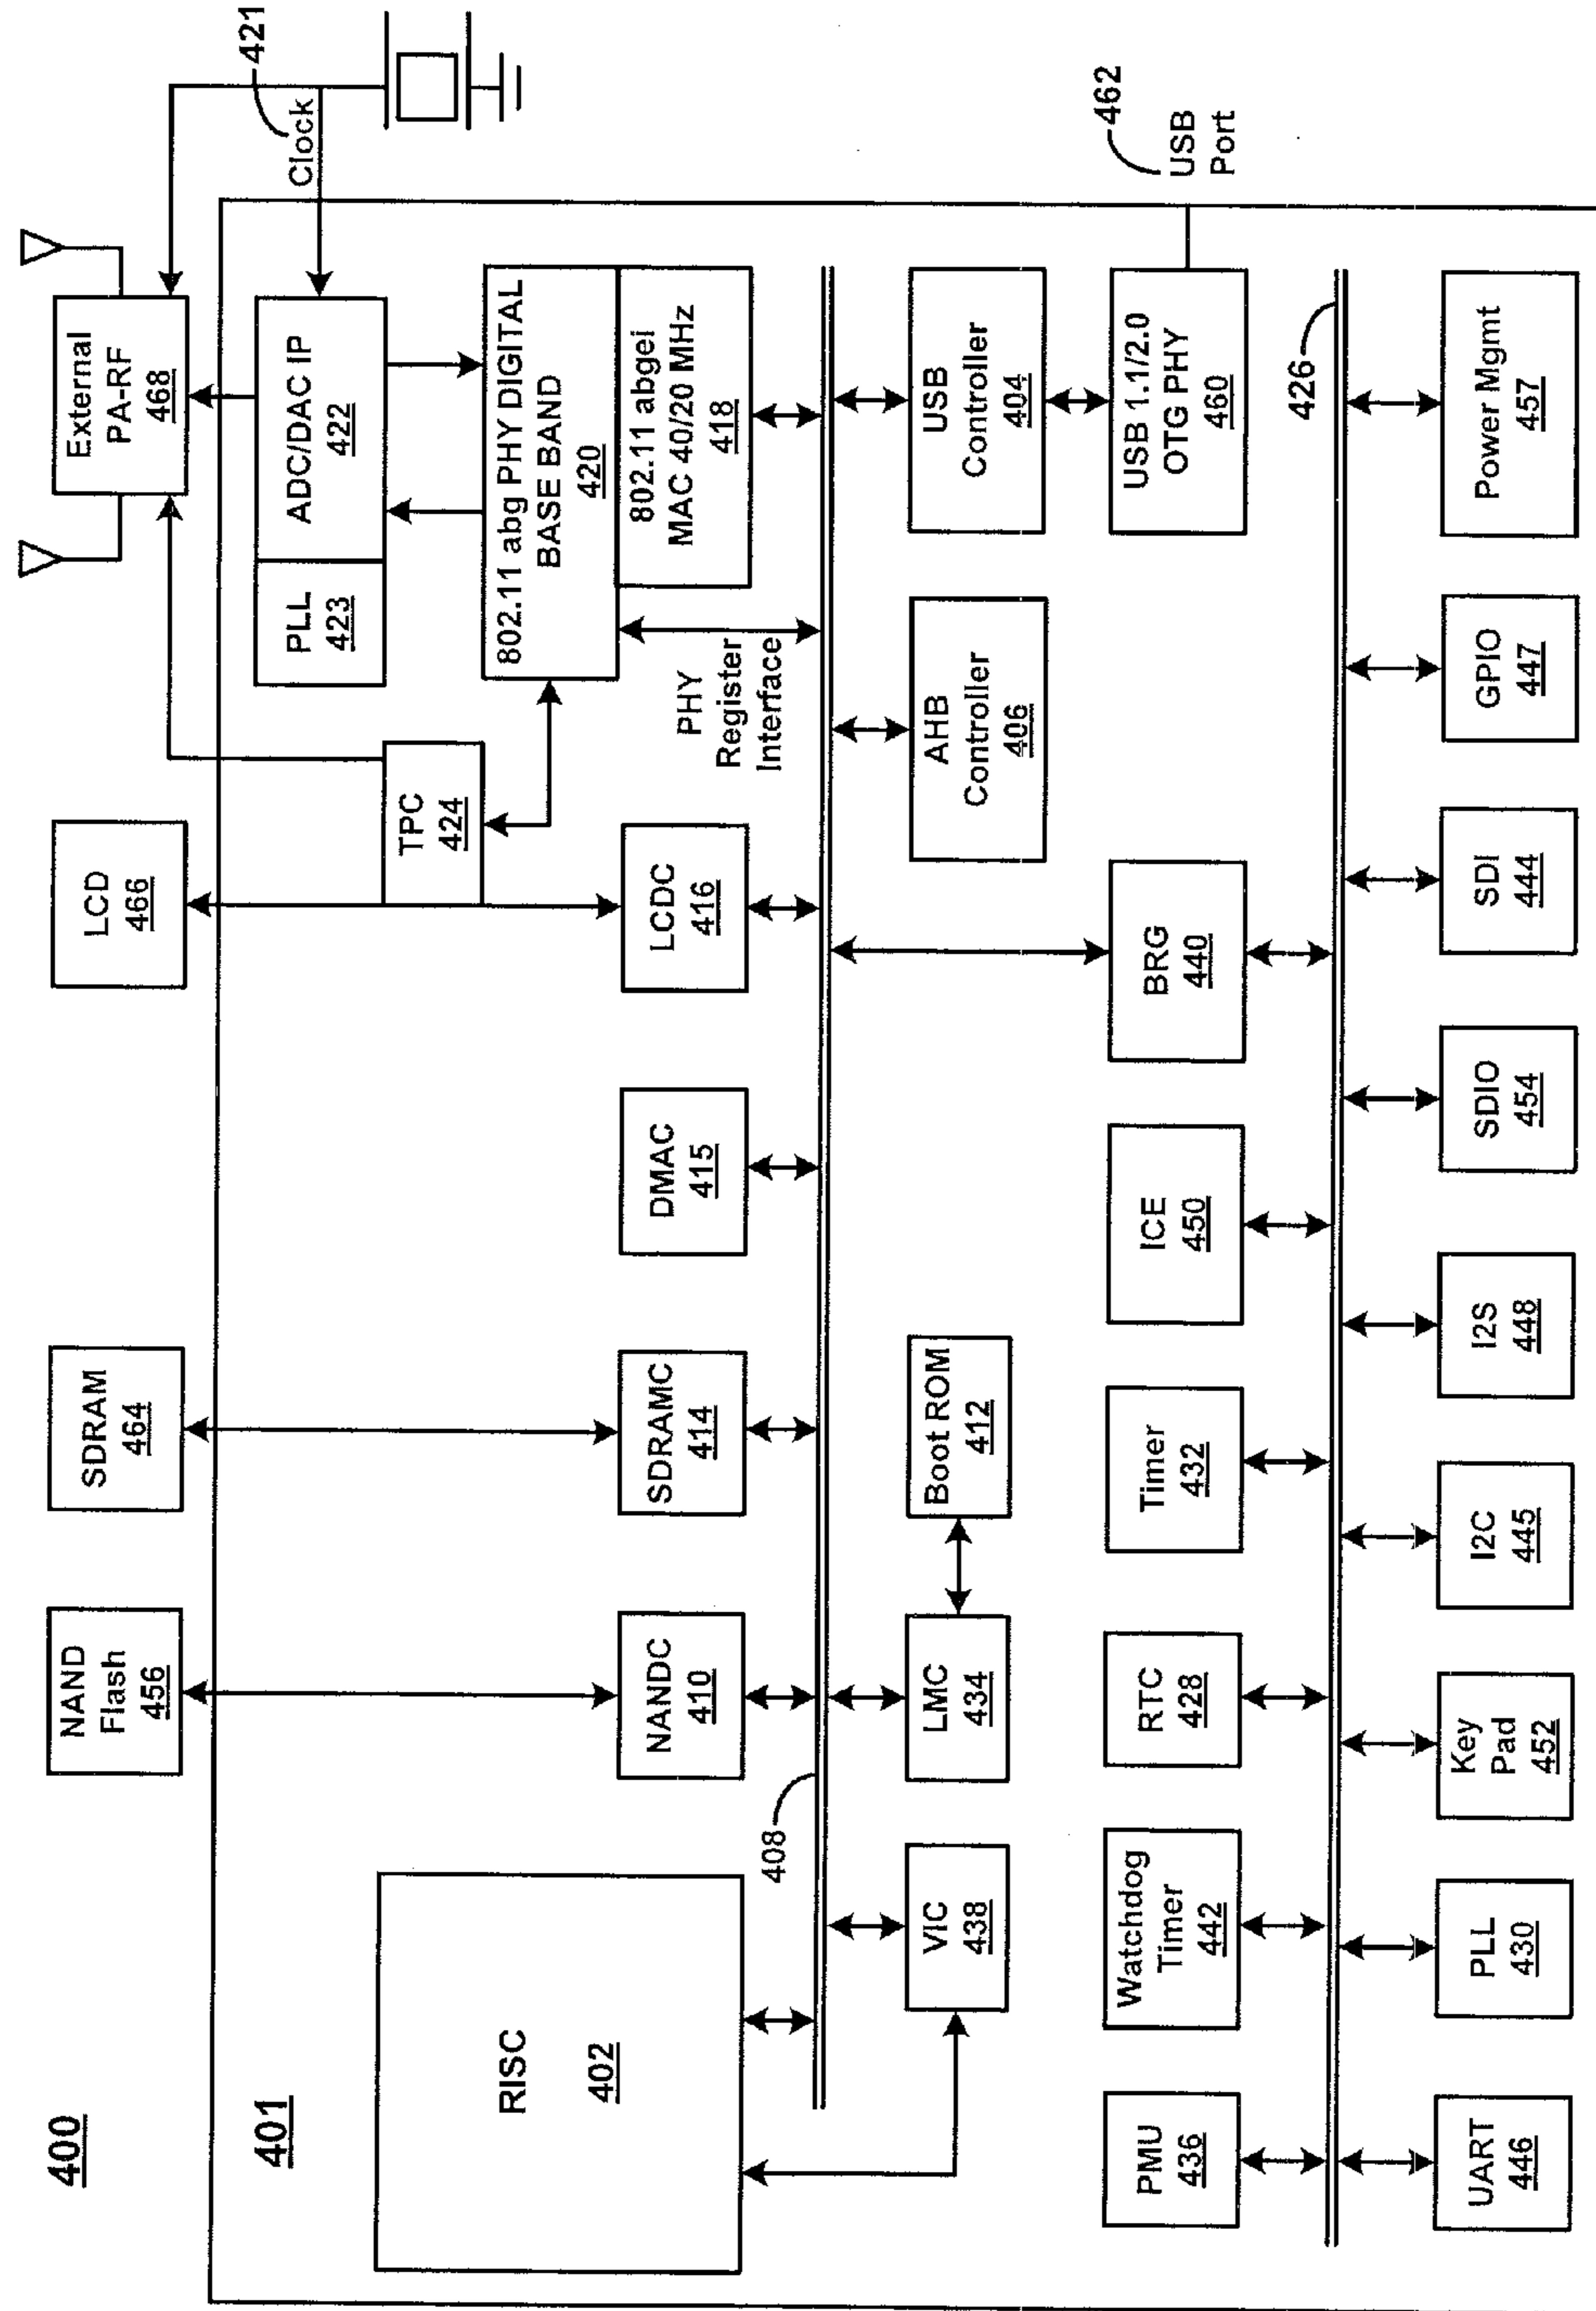 400
401
NAND
Flash
456
SDRAM
464
LCD
466
External
PA-RF
468
421
Clock
RISC
402
NANDC
410
SDRAMC
414
DMAC
415
LCDC
416
TPC
424
PLL
423
ADC/DAC IP
422
802.11 abg PHY DIGITAL
BASE BAND
420
802.11 abgei
MAC 40/20 MHz
418
PHY
Register
Interface
408
VIC
438
LMC
434
Boot ROM
412
AHB
Controller
406
USB
Controller
404
PMU
436
Watchdog
Timer
442
RTC
428
Timer
432
ICE
450
BRG
440
USB 1.1/2.0
OTG PHY
460
462
USB
Port
426
UART
446
PLL
430
Key
Pad
452
I2C
445
I2S
448
SDIO
454
SDI
444
GPIO
447
Power Mgmt
457